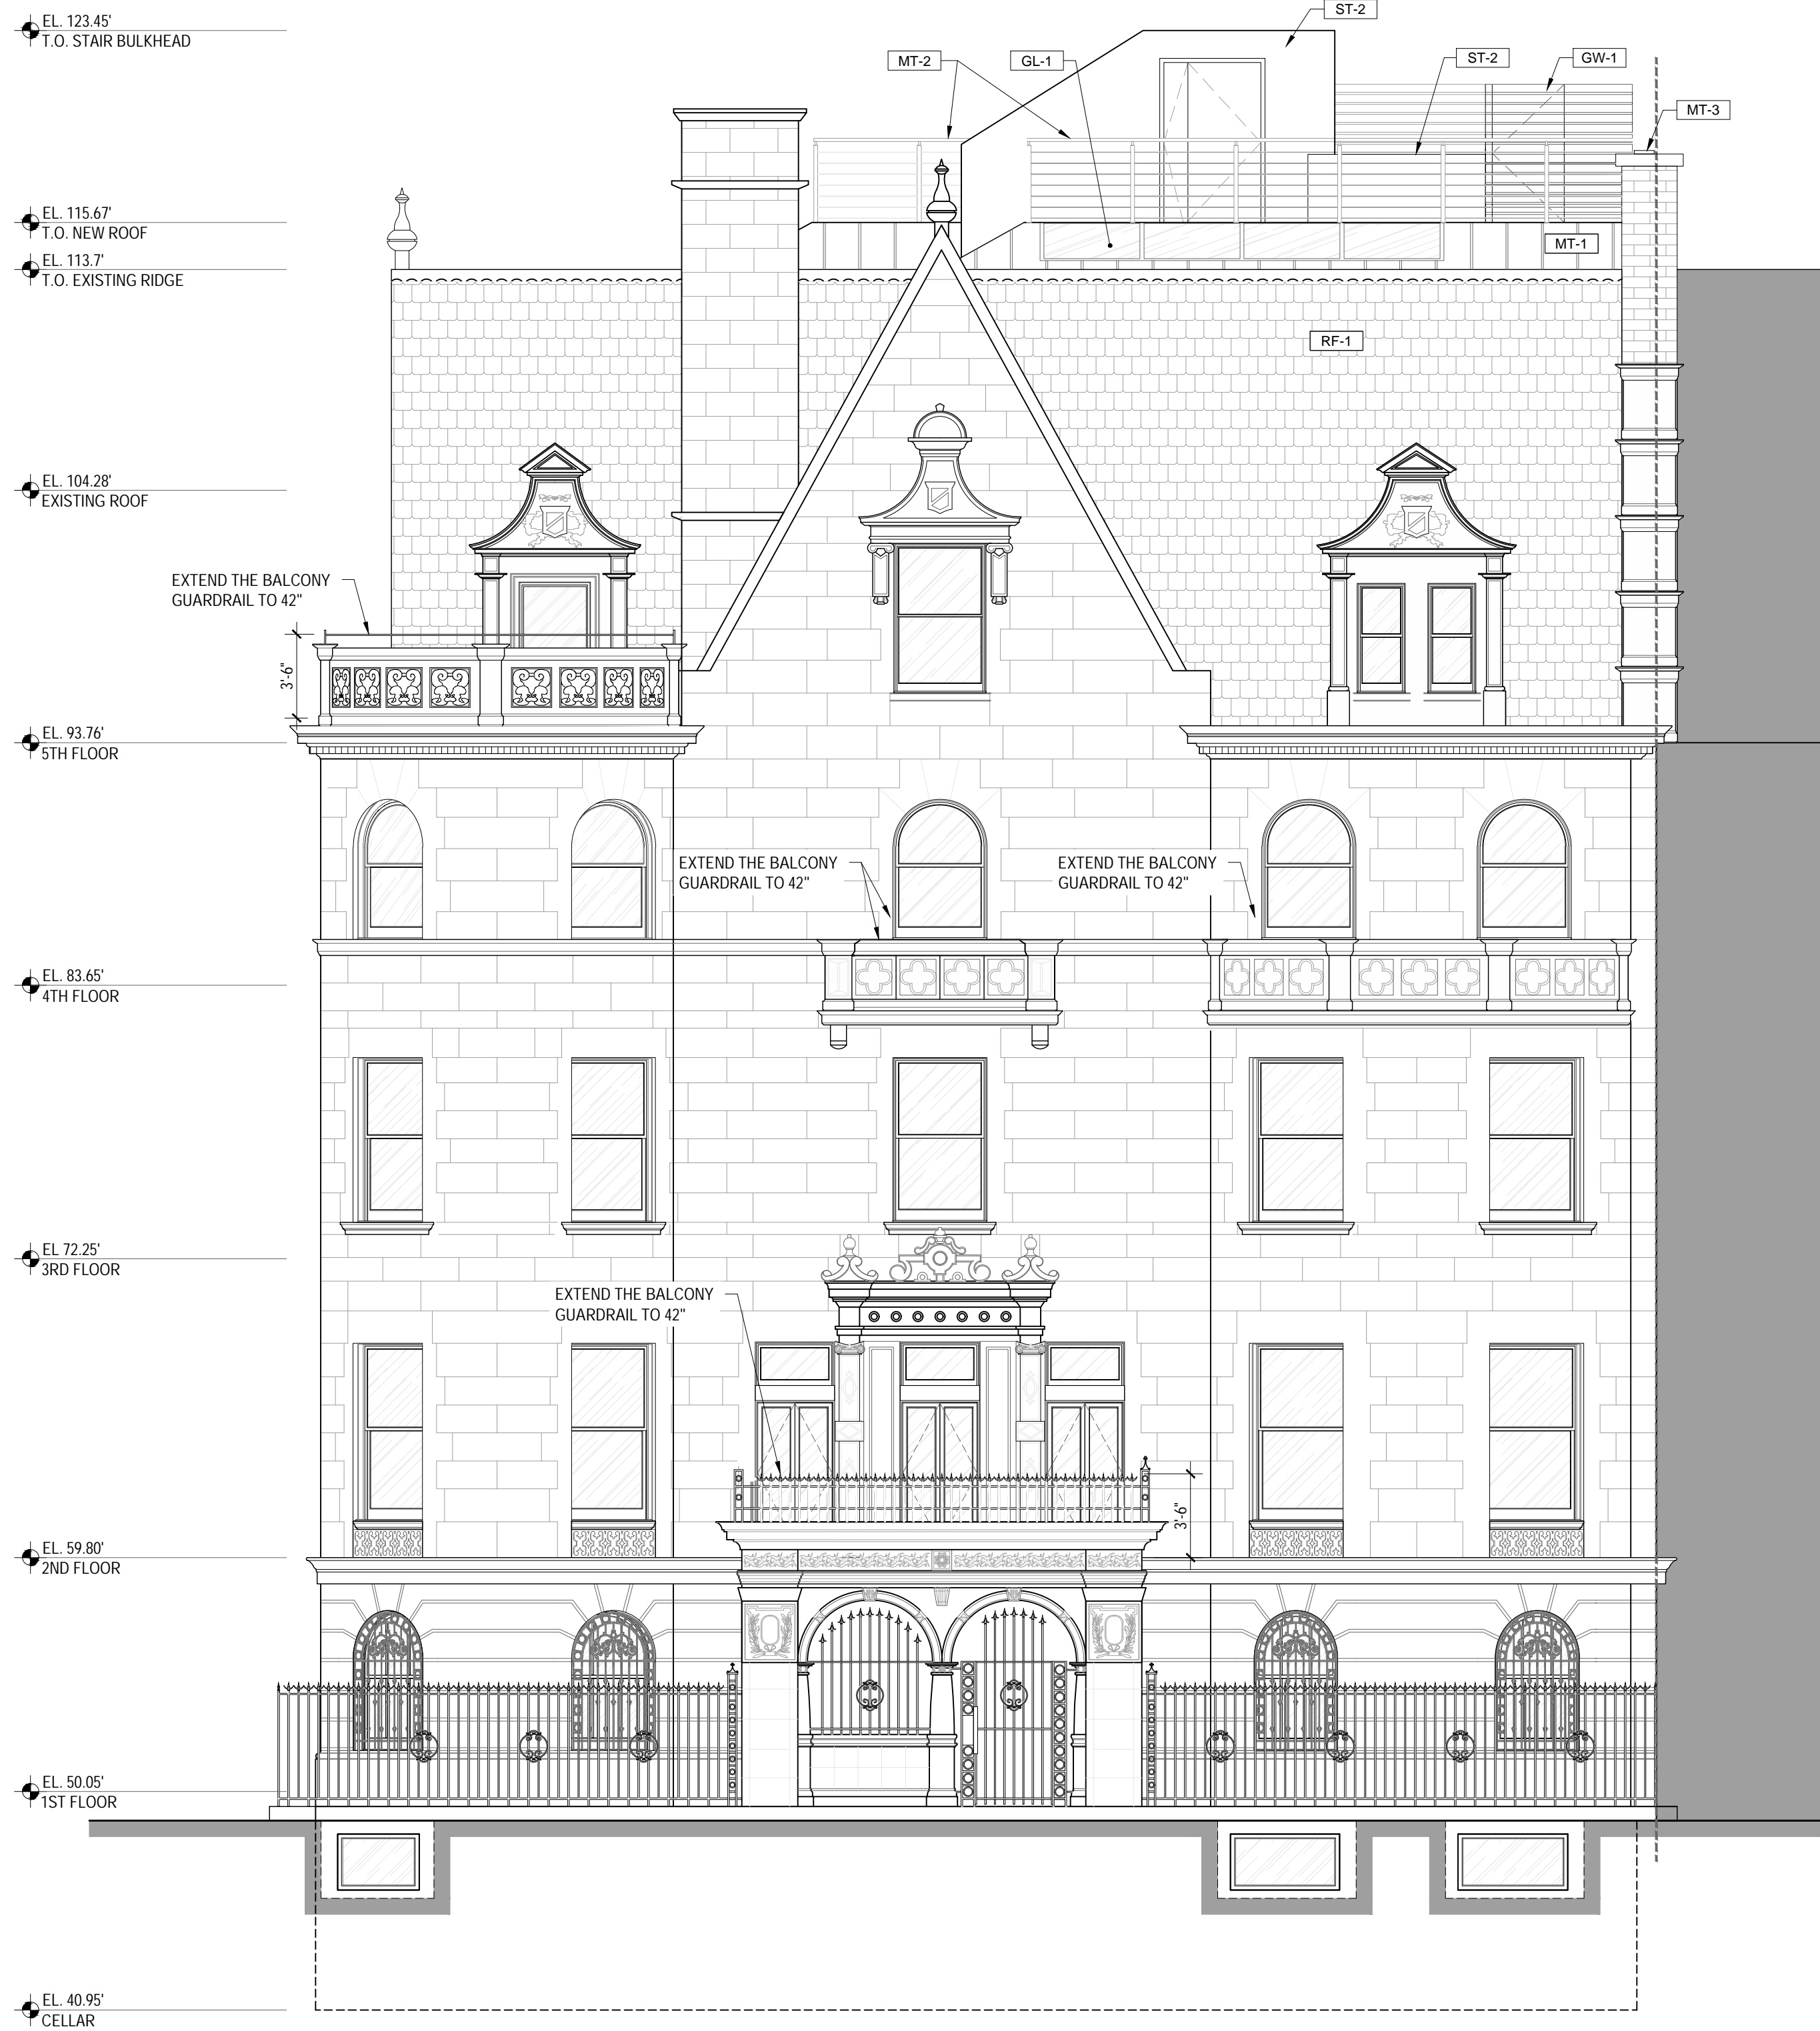 EL. 123.45'
T.O. STAIR BULKHEAD
ST-2
MT-2
GL-1
ST-2
GW-1
MT-3
EL. 115.67'
T.O. NEW ROOF
MT-1
EL. 113.7'
T.O. EXISTING RIDGE
RF-1
EL. 104.28'
EXISTING ROOF
EXTEND THE BALCONY
GUARDRAIL TO 42"
3'-6"
EL. 93.76'
5TH FLOOR
EXTEND THE BALCONY
GUARDRAIL TO 42"
EXTEND THE BALCONY
GUARDRAIL TO 42"
EL. 83.65'
4TH FLOOR
EL 72.25'
3RD FLOOR
EXTEND THE BALCONY
GUARDRAIL TO 42"
3'-6"
EL. 59.80'
2ND FLOOR
EL. 50.05'
1ST FLOOR
EL. 40.95'
CELLAR